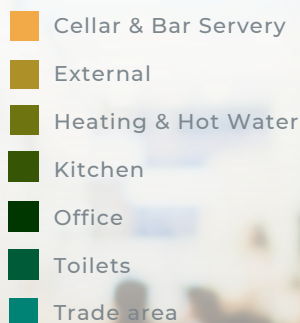 Cellar & Bar Servery
External
Heating & Hot Water
Kitchen
Office
Toilets
Trade area